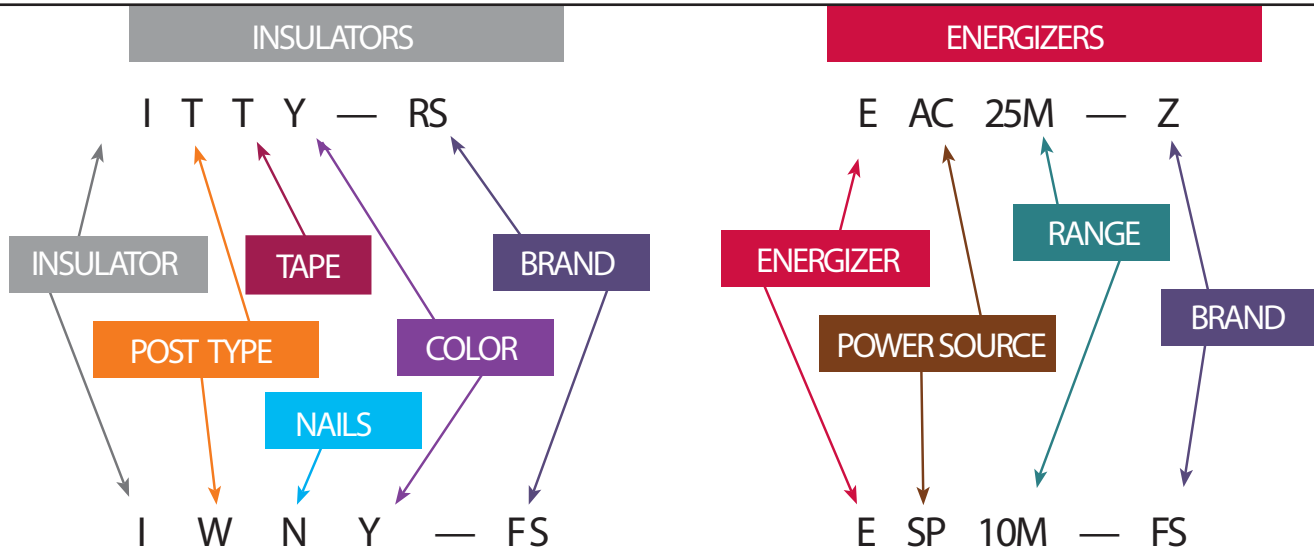 INSULATORS
I T T Y — RS
INSULATOR
TAPE
BRAND
POST TYPE
COLOR
NAILS
I W N Y — FS
ENERGIZERS
E AC 25M — Z
RANGE
ENERGIZER
BRAND
POWER SOURCE
E SP 10M — FS